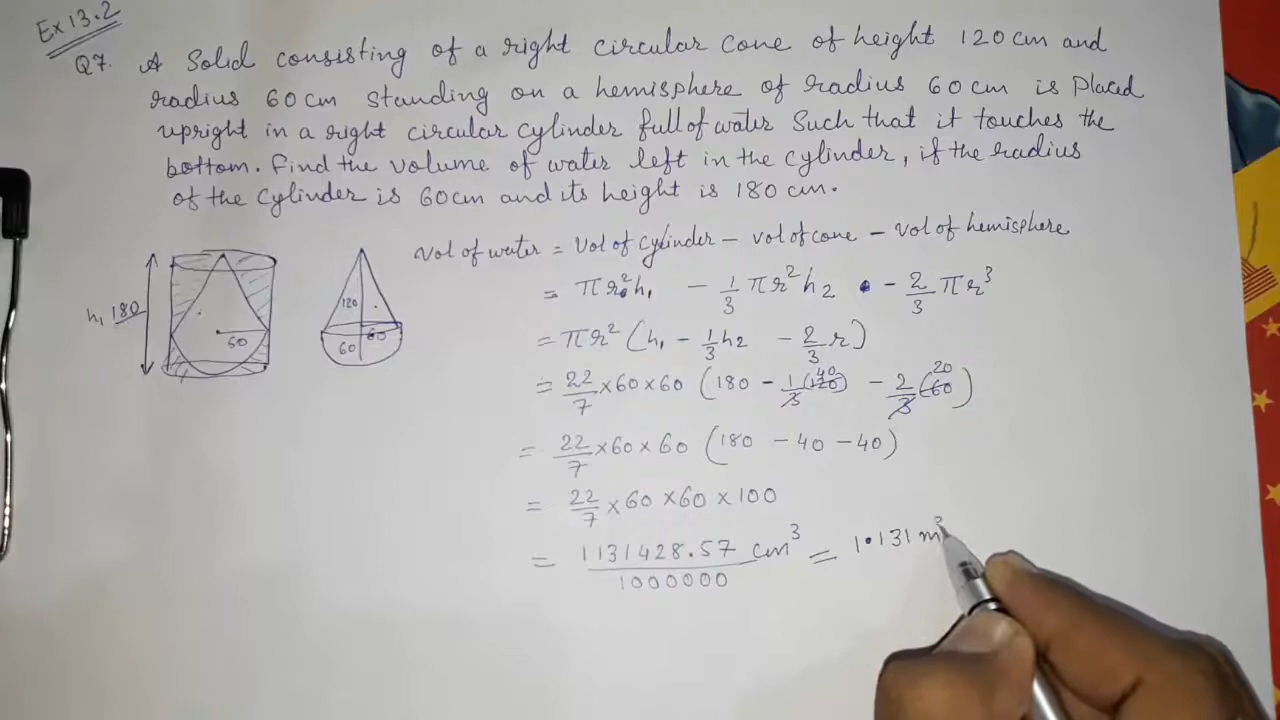 Ex 13.2
Q7. A Solid consisting of a right circular cone of height 120 cm and
radius 60 cm standing on a hemisphere of radius 60 cm is placed
upright in a right circular cylinder full of water such that it touches the
bottom. Find the volume of water left in the cylinder, if the radius
of the cylinder is 60 cm and its height is 180 cm.
h₁ 180
60
120
60
60
Vol of water = Vol of cylinder - vol of cone - vol of hemisphere
= πr²h₁ - 1/3 πr²h₂ - 2/3 πr³
= πr² (h₁ - 1/3 h₂ - 2/3 r)
= 22/7 × 60 × 60 (180 - 1/3 (120) 40 - 2/3 (60) 20)
= 22/7 × 60 × 60 (180 - 40 - 40)
= 22/7 × 60 × 60 × 100
= 1131428.57/1000000 cm³ = 1.131 m³